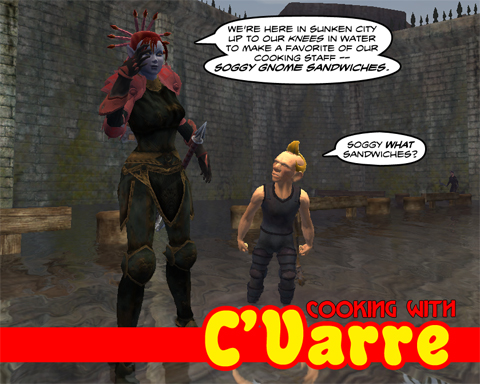 WE'RE HERE IN SUNKEN CITY
UP TO OUR KNEES IN WATER
TO MAKE A FAVORITE OF OUR
COOKING STAFF --
SOGGY GNOME SANDWICHES.
SOGGY WHAT
SANDWICHES?
COOKING WITH
C'Varre